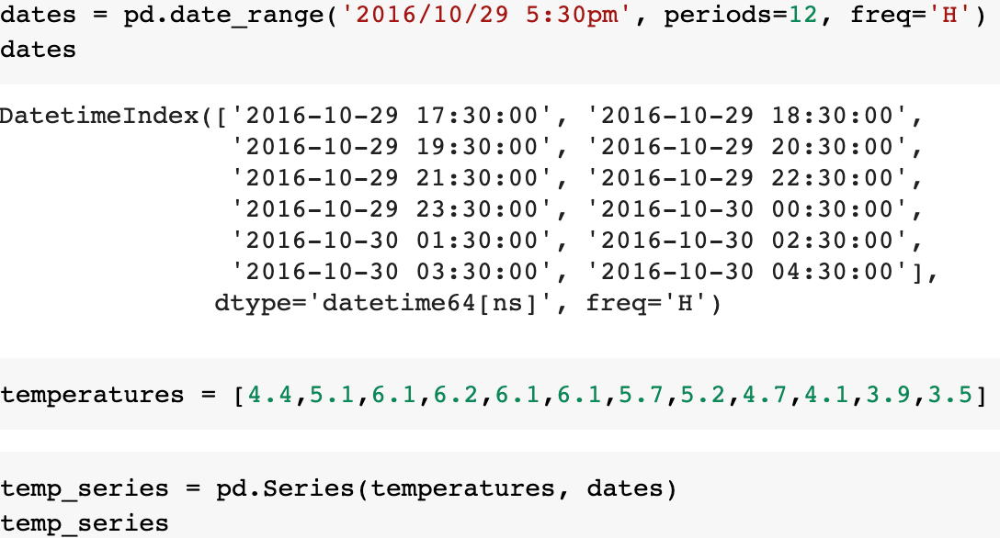 dates = pd.date_range('2016/10/29 5:30pm', periods=12, freq='H')
dates
DatetimeIndex(['2016-10-29 17:30:00', '2016-10-29 18:30:00',
'2016-10-29 19:30:00', '2016-10-29 20:30:00',
'2016-10-29 21:30:00', '2016-10-29 22:30:00',
'2016-10-29 23:30:00', '2016-10-30 00:30:00',
'2016-10-30 01:30:00', '2016-10-30 02:30:00',
'2016-10-30 03:30:00', '2016-10-30 04:30:00'],
dtype='datetime64[ns]', freq='H')
temperatures = [4.4,5.1,6.1,6.2,6.1,6.1,5.7,5.2,4.7,4.1,3.9,3.5]
temp_series = pd.Series(temperatures, dates)
temp_series